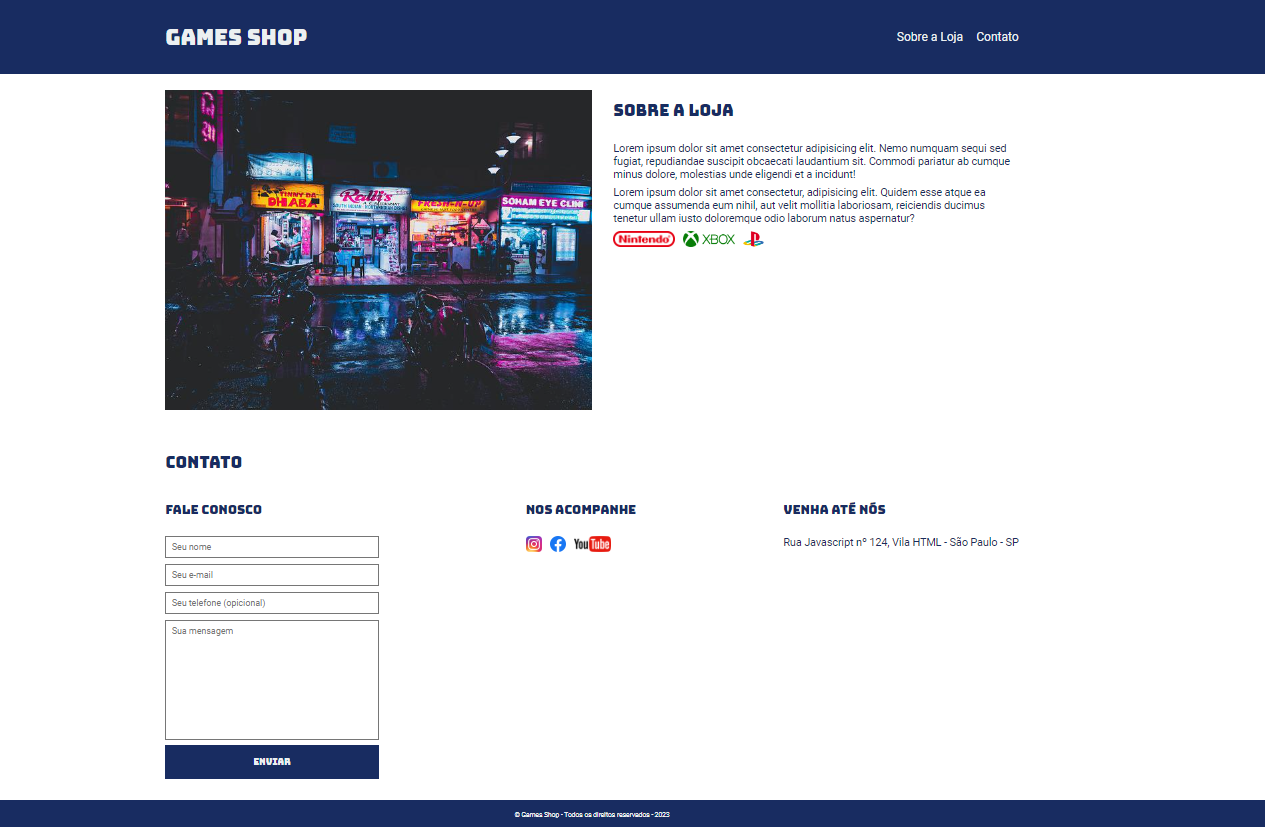 GAMES SHOP
Sobre a Loja
Contato
TINNY DA
DHABA
Ralli's
FRESH-N-UP
SOHAM EYE CLINI
SOBRE A LOJA
Lorem ipsum dolor sit amet consectetur adipisicing elit. Nemo numquam sequi sed
fugiat, repudiandae suscipit obcaecati laudantium sit. Commodi pariatur ab cumque
minus dolore, molestias unde eligendi et a incidunt!
Lorem ipsum dolor sit amet consectetur, adipisicing elit. Quidem esse atque ea
cumque assumenda eum nihil, aut velit mollitia laboriosam, reiciendis ducimus
tenetur ullam iusto doloremque odio laborum natus aspernatur?
Nintendo XBOX
CONTATO
FALE CONOSCO
Seu nome
Seu e-mail
Seu telefone (opicional)
Sua mensagem
ENVIAR
NOS ACOMPANHE
YouTube
VENHA ATÉ NÓS
Rua Javascript nº 124, Vila HTML - São Paulo - SP
© Games Shop - Todos os direitos reservados - 2023